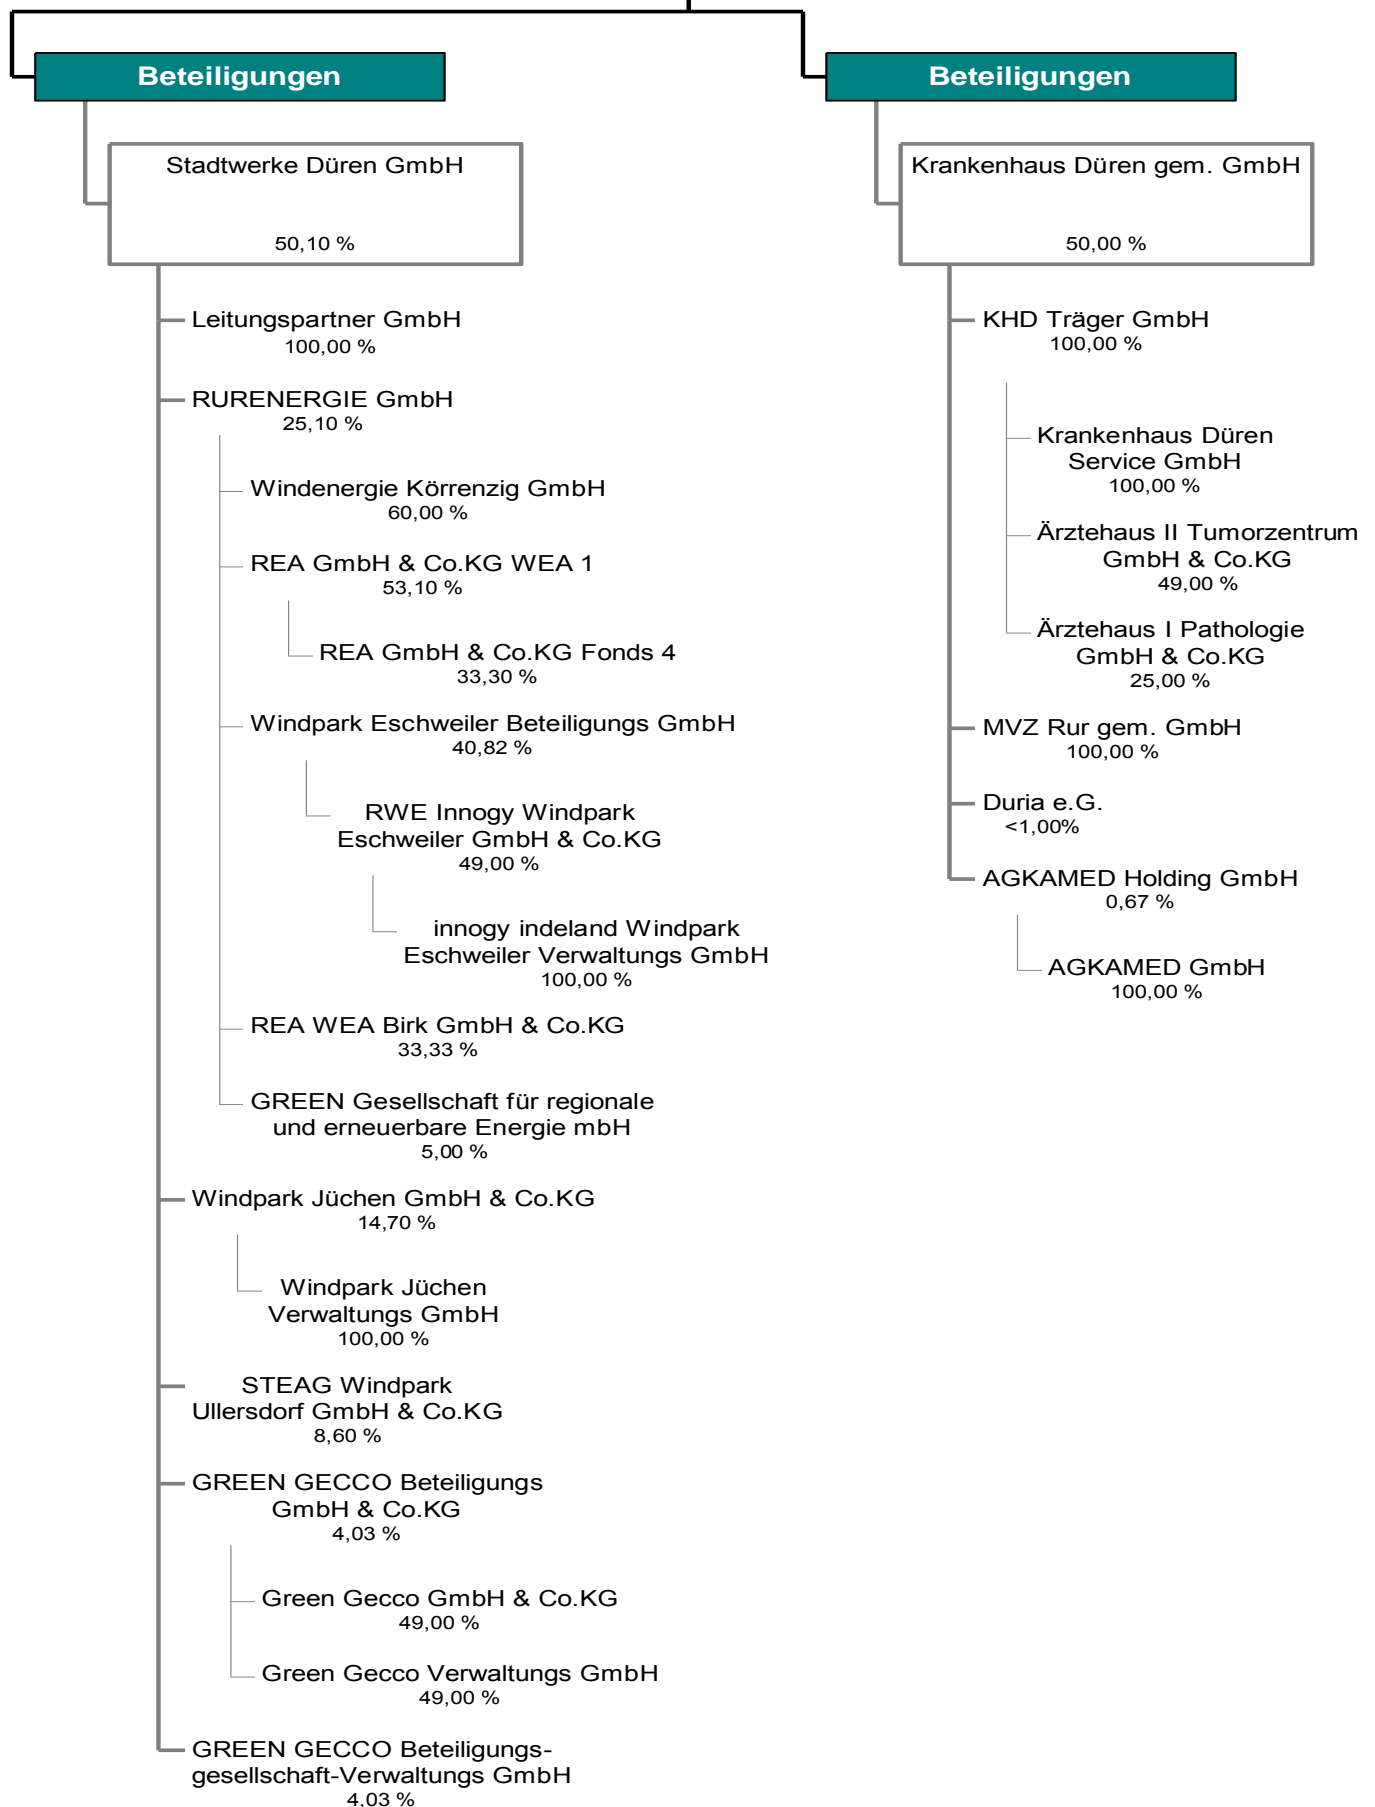 Beteiligungen
Stadtwerke Düren GmbH
50,10 %
Leitungspartner GmbH
100,00 %
RURENERGIE GmbH
25,10 %
Windenergie Körrenzig GmbH
60,00 %
REA GmbH & Co.KG WEA 1
53,10 %
REA GmbH & Co.KG Fonds 4
33,30 %
Windpark Eschweiler Beteiligungs GmbH
40,82 %
RWE Innogy Windpark
Eschweiler GmbH & Co.KG
49,00 %
innogy indeland Windpark
Eschweiler Verwaltungs GmbH
100,00 %
REA WEA Birk GmbH & Co.KG
33,33 %
GREEN Gesellschaft für regionale
und erneuerbare Energie mbH
5,00 %
Windpark Jüchen GmbH & Co.KG
14,70 %
Windpark Jüchen
Verwaltungs GmbH
100,00 %
STEAG Windpark
Ullersdorf GmbH & Co.KG
8,60 %
GREEN GECCO Beteiligungs
GmbH & Co.KG
4,03 %
Green Gecco GmbH & Co.KG
49,00 %
Green Gecco Verwaltungs GmbH
49,00 %
GREEN GECCO Beteiligungs-
gesellschaft-Verwaltungs GmbH
4,03 %
Beteiligungen
Krankenhaus Düren gem. GmbH
50,00 %
KHD Träger GmbH
100,00 %
Krankenhaus Düren
Service GmbH
100,00 %
Ärztehaus II Tumorzentrum
GmbH & Co.KG
49,00 %
Ärztehaus I Pathologie
GmbH & Co.KG
25,00 %
MVZ Rur gem. GmbH
100,00 %
Duria e.G.
<1,00%
AGKAMED Holding GmbH
0,67 %
AGKAMED GmbH
100,00 %